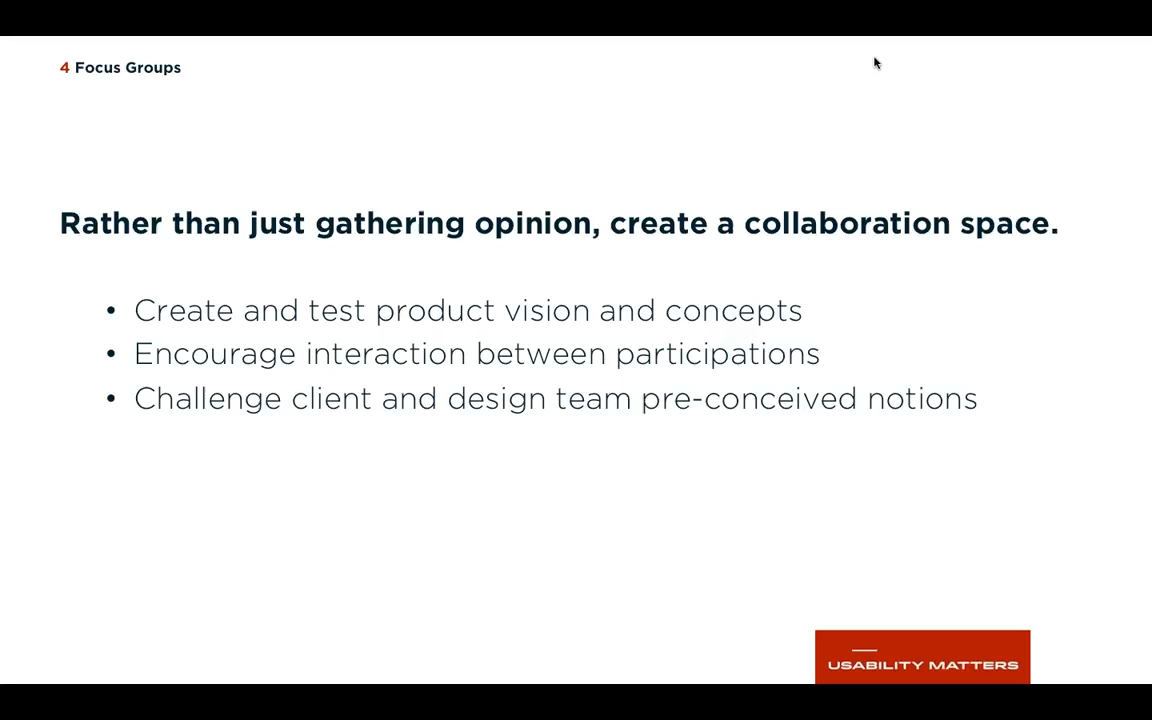 4 Focus Groups
Rather than just gathering opinion, create a collaboration space.
• Create and test product vision and concepts
• Encourage interaction between participations
• Challenge client and design team pre-conceived notions
USABILITY MATTERS